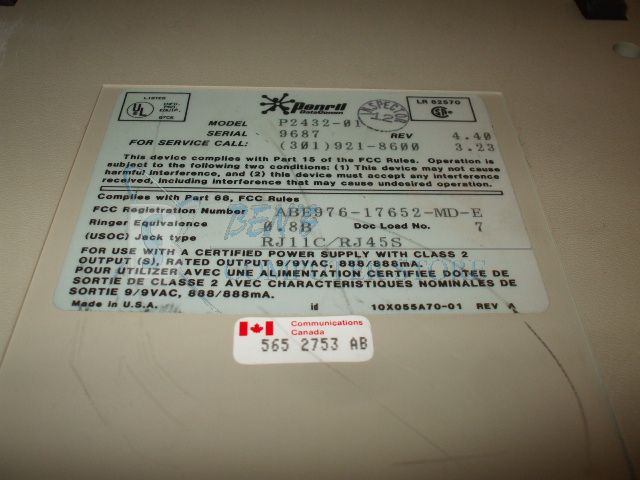 LISTED
UL
Penril
DataComm
INSPECTOR
LR 62570
MODEL P2432-01
SERIAL 9687 REV 4.40
FOR SERVICE CALL: (301)921-8600 3.23
This device complies with Part 15 of the FCC Rules. Operation is
subject to the following two conditions: (1) This device may not cause
harmful interference, and (2) this device must accept any interference
received, including interference that may cause undesired operation.
Complies with Part 68, FCC Rules
FCC Registration Number ABE976-17652-MD-E
Ringer Equivalence 0.8B Doc Load No. 7
(USOC) Jack type RJ11C/RJ45S
FOR USE WITH A CERTIFIED POWER SUPPLY WITH CLASS 2
OUTPUT (S), RATED OUTPUT 9/9VAC, 888/888mA.
POUR UTILIZER AVEC UNE ALIMENTATION CERTIFIEE DOTEE DE
SORTIE DE CLASSE 2 AVEC CHARACTERISTIQUES NOMINALES DE
SORTIE 9/9VAC, 888/888mA.
Made in U.S.A. id 10X055A70-01 REV A
Communications
Canada
565 2753 AB